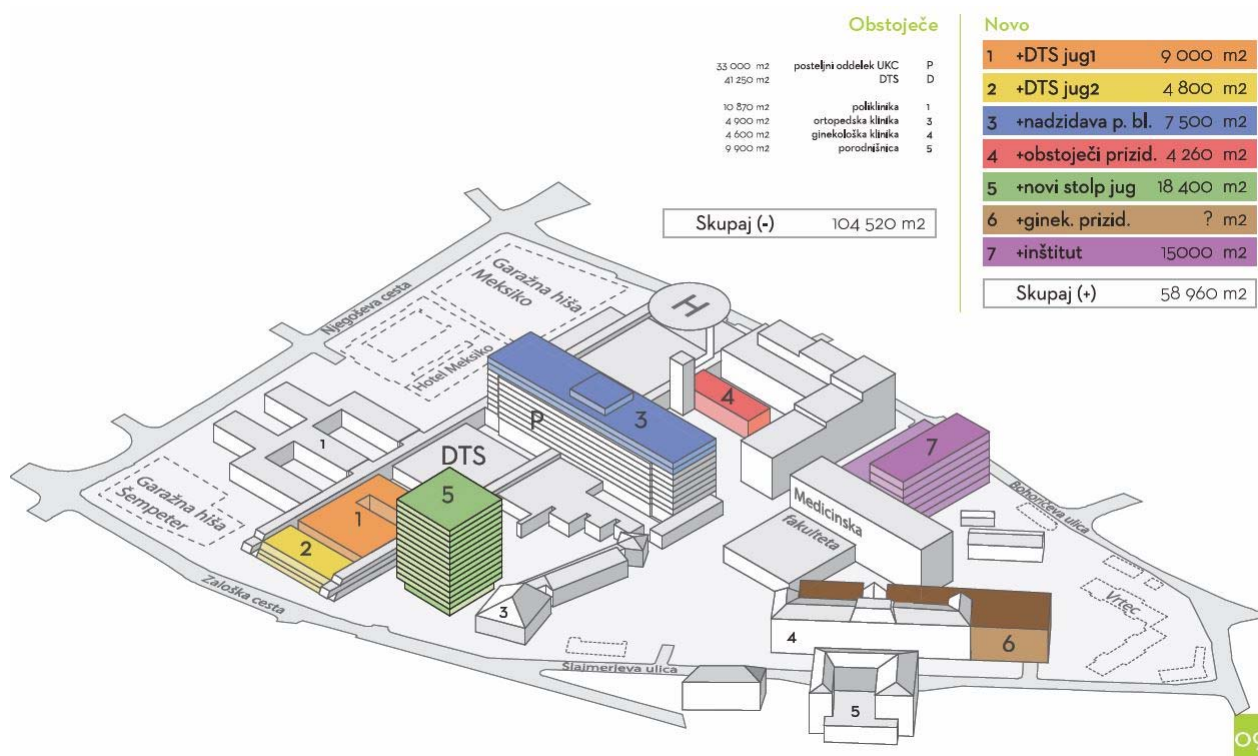 Obstoječe
33 000 m2 posteljni oddelek UKC P
41 250 m2 DTS D
10 870 m2 poliklinika 1
4 900 m2 ortopedska klinika 3
4 600 m2 ginekološka klinika 4
9 900 m2 porodnišnica 5
Skupaj (-) 104 520 m2
Novo
1 +DTS jug1 9 000 m2
2 +DTS jug2 4 800 m2
3 +nadzidava p. bl. 7 500 m2
4 +obstoječi prizid. 4 260 m2
5 +novi stolp jug 18 400 m2
6 +ginek. prizid. ? m2
7 +inštitut 15000 m2
Skupaj (+) 58 960 m2
Njegoševa cesta
Garažna hiša
Meksiko
Hotel Meksiko
H
4
3
P
7
1
DTS
5
Garažna hiša
Šempeter
1
2
Medicinska
fakulteta
Bohoričeva ulica
Vrtec
Zaloška cesta
3
4
6
Šlajmerjeva ulica
5
09